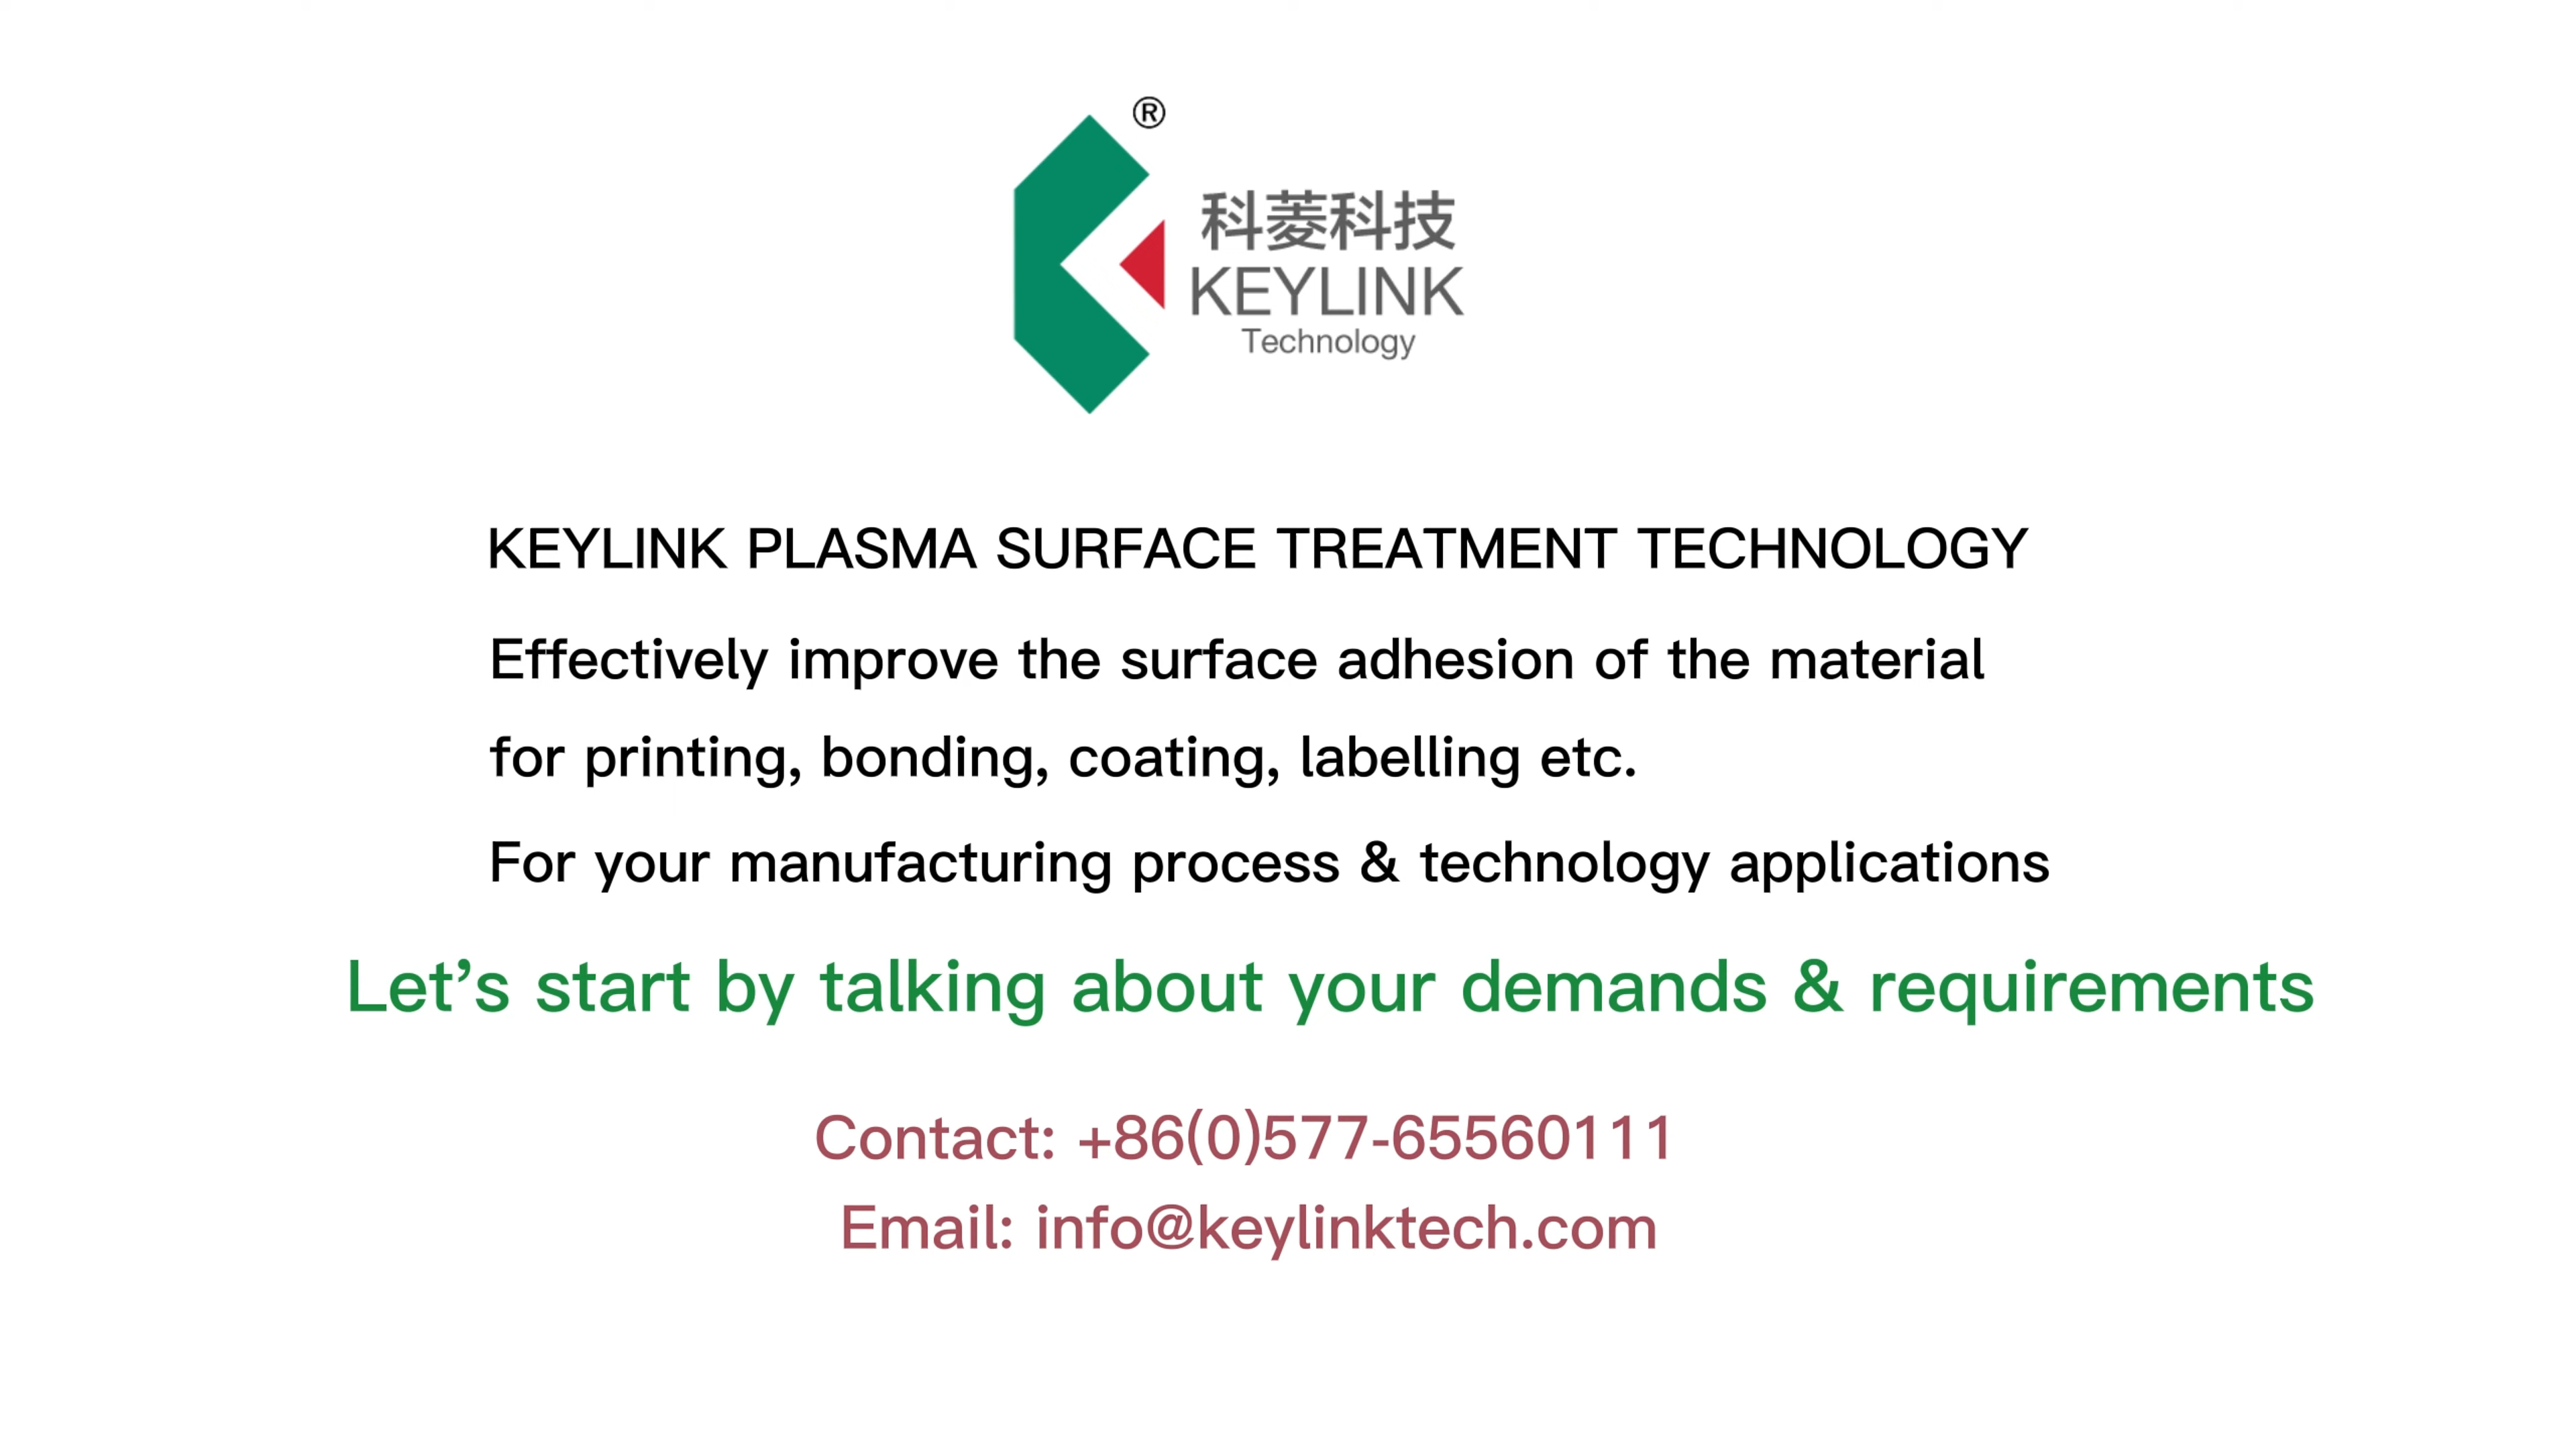 ®
科菱科技
KEYLINK
Technology
KEYLINK PLASMA SURFACE TREATMENT TECHNOLOGY
Effectively improve the surface adhesion of the material
for printing, bonding, coating, labelling etc.
For your manufacturing process & technology applications
Let’s start by talking about your demands & requirements
Contact: +86(0)577-65560111
Email: info@keylinktech.com